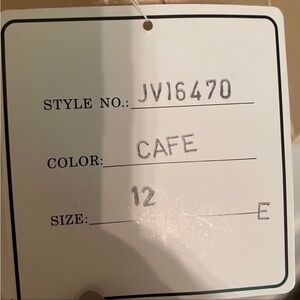 STYLE NO.: JV16470
COLOR: CAFE
SIZE: 12 E